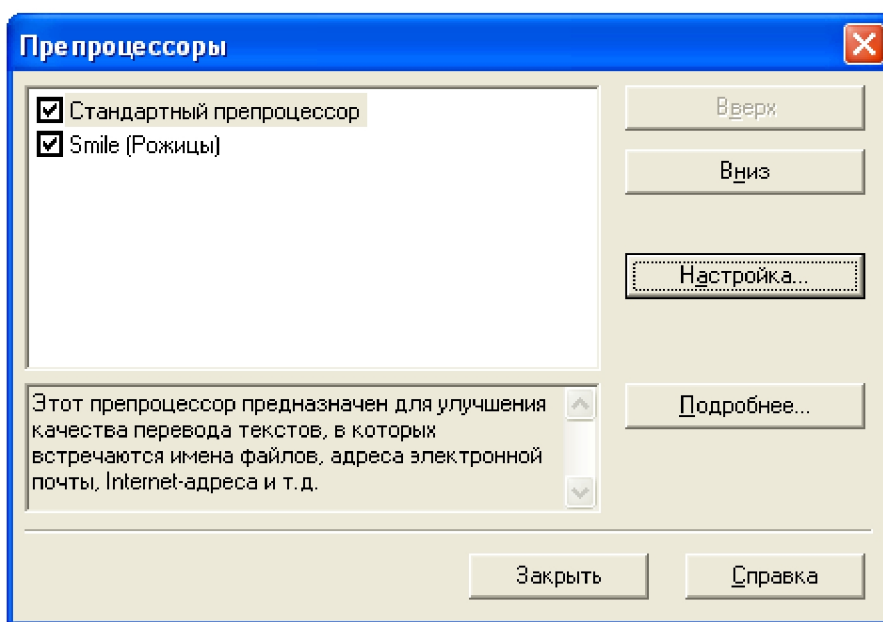 Препроцессоры
Стандартный препроцессор
Smile (Рожицы)
Вверх
Вниз
Настройка...
Этот препроцессор предназначен для улучшения
качества перевода текстов, в которых
встречаются имена файлов, адреса электронной
почты, Internet-адреса и т.д.
Подробнее...
Закрыть
Справка